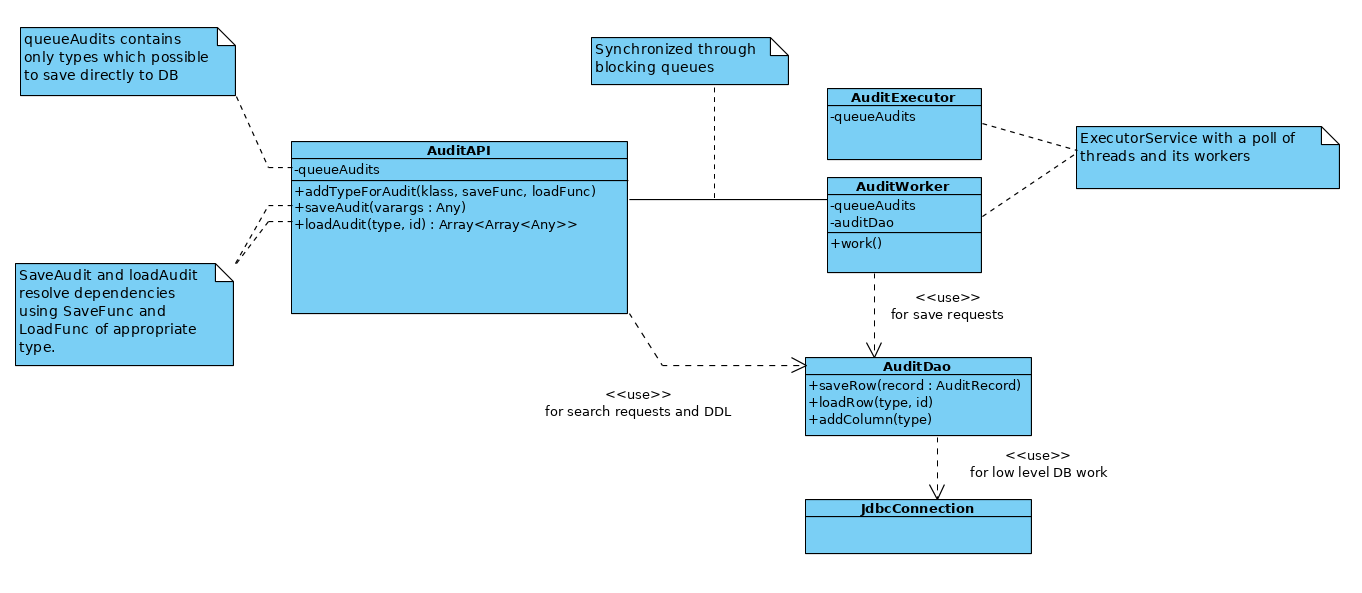 queueAudits contains
only types which possible
to save directly to DB
Synchronized through
blocking queues
AuditExecutor
-queueAudits
ExecutorService with a poll of
threads and its workers
AuditAPI
-queueAudits
+addTypeForAudit(klass, saveFunc, loadFunc)
+saveAudit(varargs : Any)
+loadAudit(type, id) : Array<Array<Any>>
AuditWorker
-queueAudits
-auditDao
+work()
SaveAudit and loadAudit
resolve dependencies
using SaveFunc and
LoadFunc of appropriate
type.
<<use>>
for save requests
AuditDao
+saveRow(record : AuditRecord)
+loadRow(type, id)
+addColumn(type)
<<use>>
for search requests and DDL
<<use>>
for low level DB work
JdbcConnection